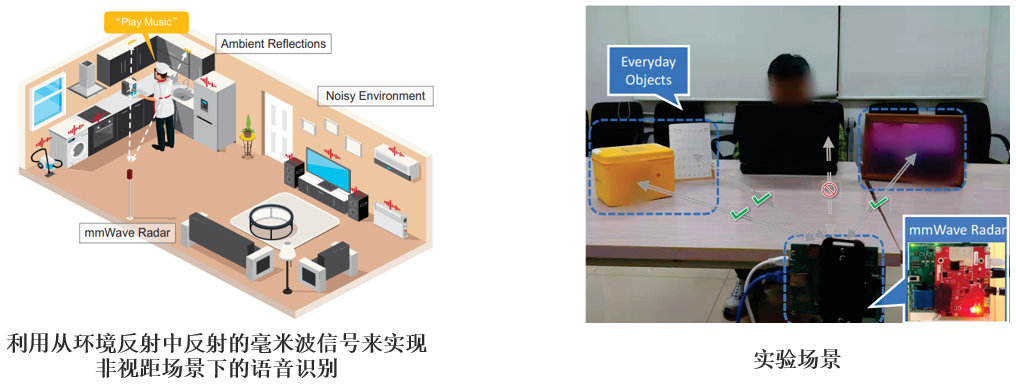 "Play Music"
Ambient Reflections
Noisy Environment
mmWave Radar
利用从环境反射中反射的毫米波信号来实现
非视距场景下的语音识别
Everyday
Objects
mmWave Radar
实验场景